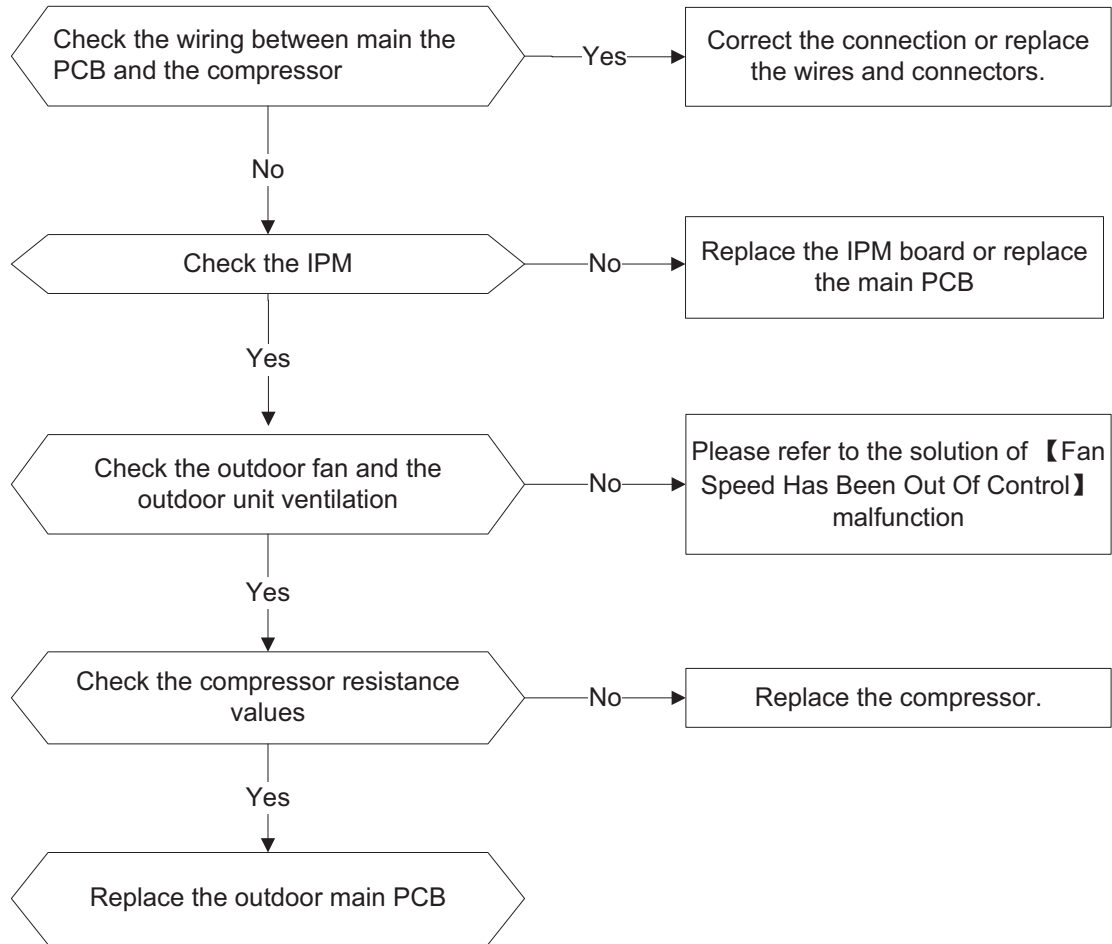 Check the wiring between main the
PCB and the compressor
Yes
Correct the connection or replace
the wires and connectors.
No
Check the IPM
No
Replace the IPM board or replace
the main PCB
Yes
Check the outdoor fan and the
outdoor unit ventilation
No
Please refer to the solution of 【Fan
Speed Has Been Out Of Control】
malfunction
Yes
Check the compressor resistance
values
No
Replace the compressor.
Yes
Replace the outdoor main PCB